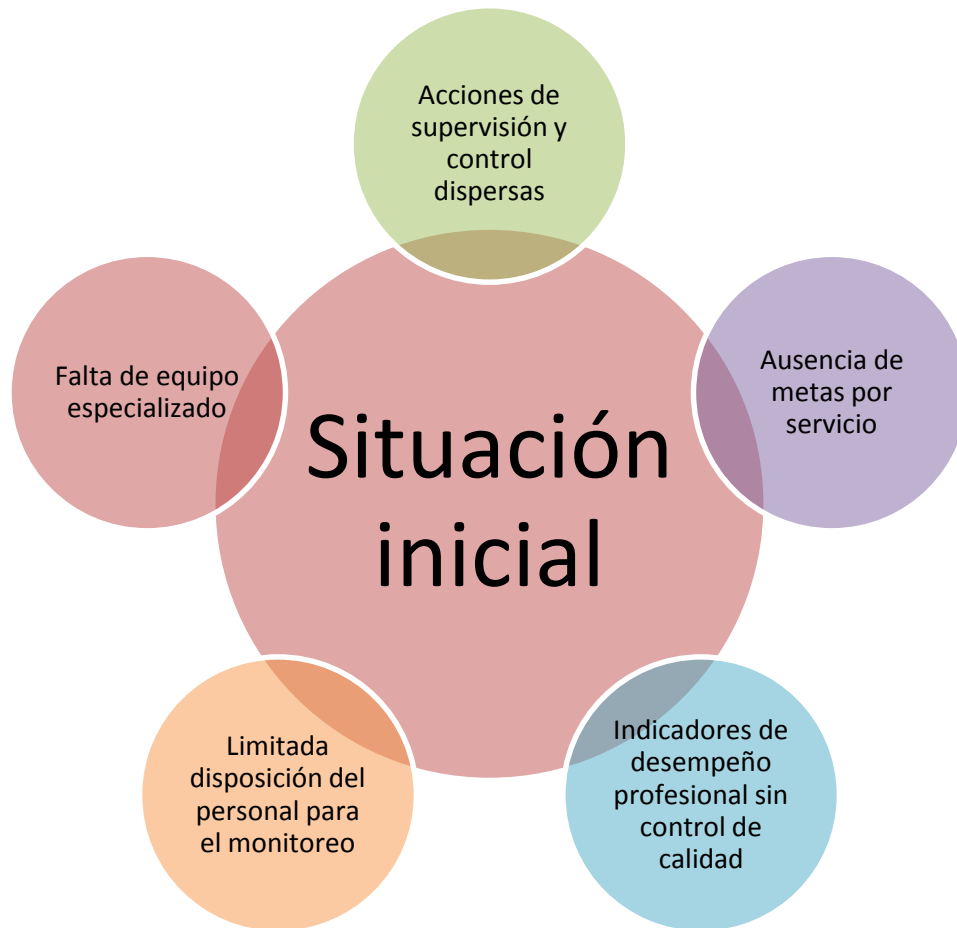 Acciones de
supervisión y
control
dispersas
Falta de equipo
especializado
Situación
inicial
Ausencia de
metas por
servicio
Limitada
disposición del
personal para
el monitoreo
Indicadores de
desempeño
profesional sin
control de
calidad